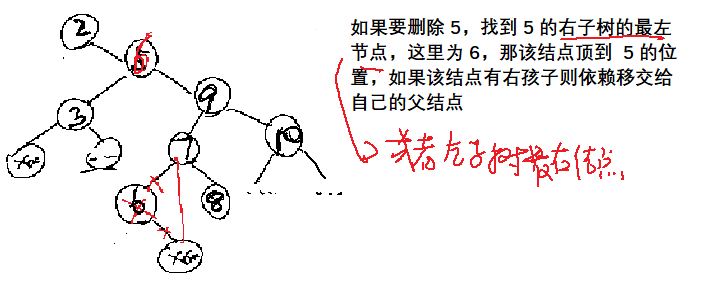 如果要删除 5，找到 5 的右子树的最左
节点，这里为 6，那该结点顶到 5 的位
置，如果该结点有右孩子则依赖移交给
自己的父结点
或者左子树最右结点
2
3
9
7
10
6
8